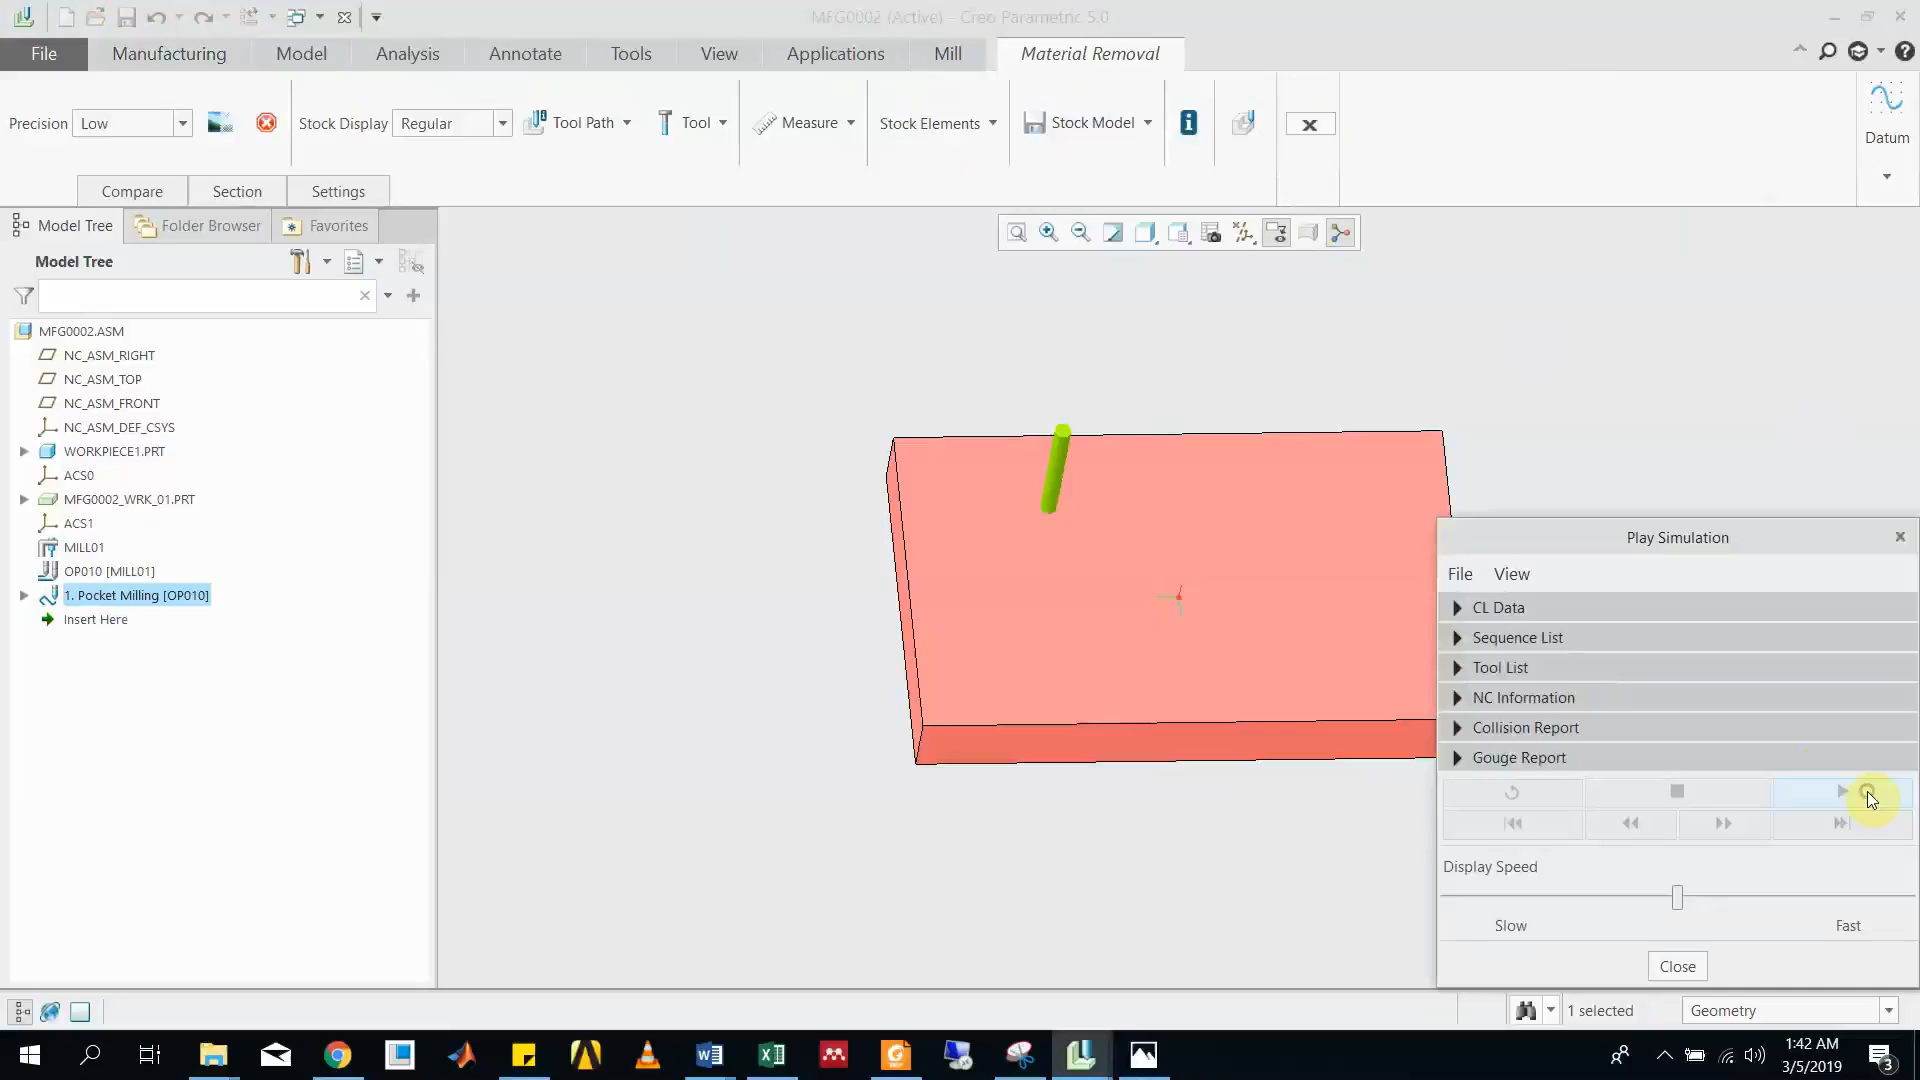 MFG0002 (Active) - Creo Parametric 5.0
File Manufacturing Model Analysis Annotate Tools View Applications Mill Material Removal
Precision Low Stock Display Regular Tool Path Tool Measure Stock Elements Stock Model Datum
Compare Section Settings
Model Tree Folder Browser Favorites
Model Tree
MFG0002.ASM
NC_ASM_RIGHT
NC_ASM_TOP
NC_ASM_FRONT
NC_ASM_DEF_CSYS
WORKPIECE1.PRT
ACS0
MFG0002_WRK_01.PRT
ACS1
MILL01
OP010 [MILL01]
1. Pocket Milling [OP010]
Insert Here
Play Simulation
File View
CL Data
Sequence List
Tool List
NC Information
Collision Report
Gouge Report
Display Speed
Slow Fast
Close
1 selected Geometry
1:42 AM
3/5/2019
3